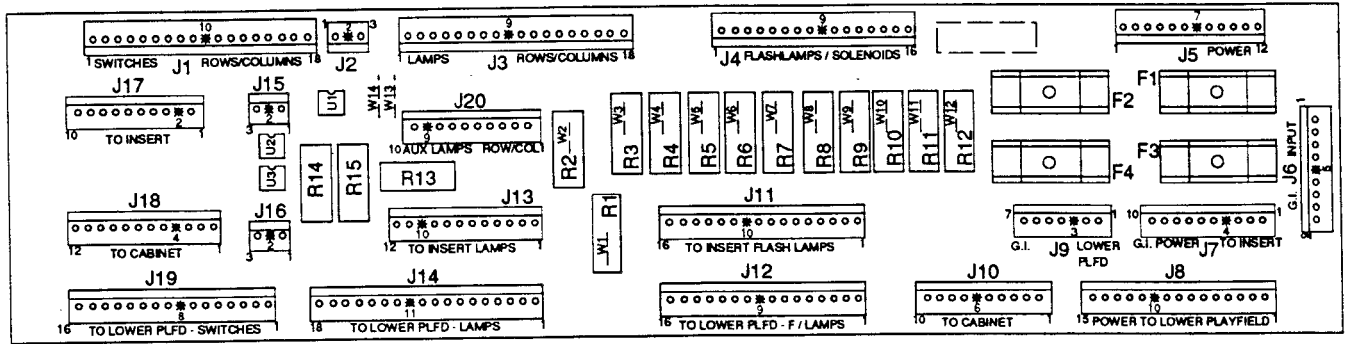 10 2 9 9 7
1 SWITCHES J1 ROWS/COLUMNS 18
1 3
J2
1 LAMPS J3 ROWS/COLUMNS 18
1 J4 FLASHLAMPS / SOLENOIDS 16
1 J5 POWER 12
J17
2
10 TO INSERT 1
J15
2
3 1
U1
W14
W13
J20
9
10 AUX LAMPS ROW/COL 1
R2 W2
R3 W3
R4 W4
R5 W5
R6 W6
R7 W7
R8 W8
R9 W9
R10 W10
R11 W11
R12 W12
F2
F1
F4
F3
1
J6 INPUT
G.I.
5
9
U2
U3
R14
R15
R13
J18
4
12 TO CABINET 1
J16
2
3 1
J13
10
12 TO INSERT LAMPS 1
R1
W1
J11
10
16 TO INSERT FLASH LAMPS 1
7 1
3
G.I. J9 LOWER PLFD
10 1
4
G.I. POWER J7 TO INSERT
J19
8
16 TO LOWER PLFD - SWITCHES 1
J14
11
18 TO LOWER PLFD - LAMPS 1
J12
9
16 TO LOWER PLFD - F / LAMPS 1
J10
6
10 TO CABINET 1
J8
10
15 POWER TO LOWER PLAYFIELD 1